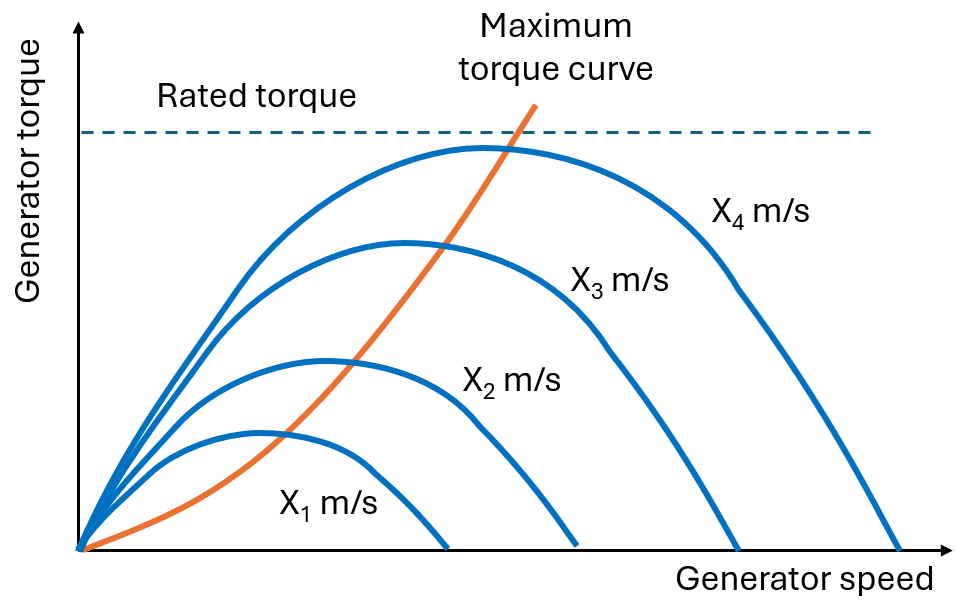 Maximum
torque curve
Rated torque
Generator torque
X₄ m/s
X₃ m/s
X₂ m/s
X₁ m/s
Generator speed